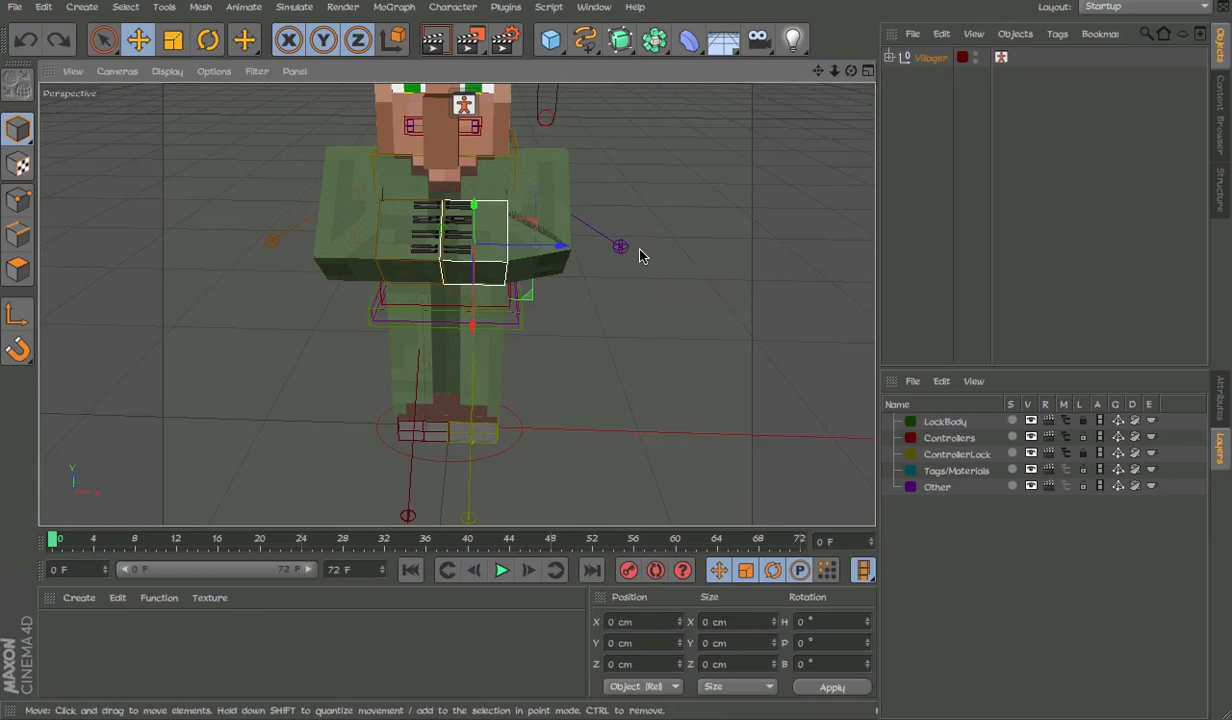 File Edit Create Select Tools Mesh Animate Simulate Render MoGraph Character Plugins Script Window Help Layout: Startup
X Y Z
File Edit View Objects Tags Bookmar
Villager
View Cameras Display Options Filter Panel
Perspective
Objects
Content Browser
Structure
Y
File Edit View
Name S V R M L A G D E
LockBody
Controllers
ControllerLock
Tags/Materials
Other
Attributes
Layers
0 4 8 12 16 20 24 28 32 36 40 44 48 52 56 60 64 68 72 0 F
0 F 0 F 72 F 72 F
Create Edit Function Texture
Position Size Rotation
X 0 cm X 0 cm H 0 °
Y 0 cm Y 0 cm P 0 °
Z 0 cm Z 0 cm B 0 °
Object (Rel) Size Apply
MAXON
CINEMA 4D
Move: Click and drag to move elements. Hold down SHIFT to quantize movement / add to the selection in point mode. CTRL to remove.